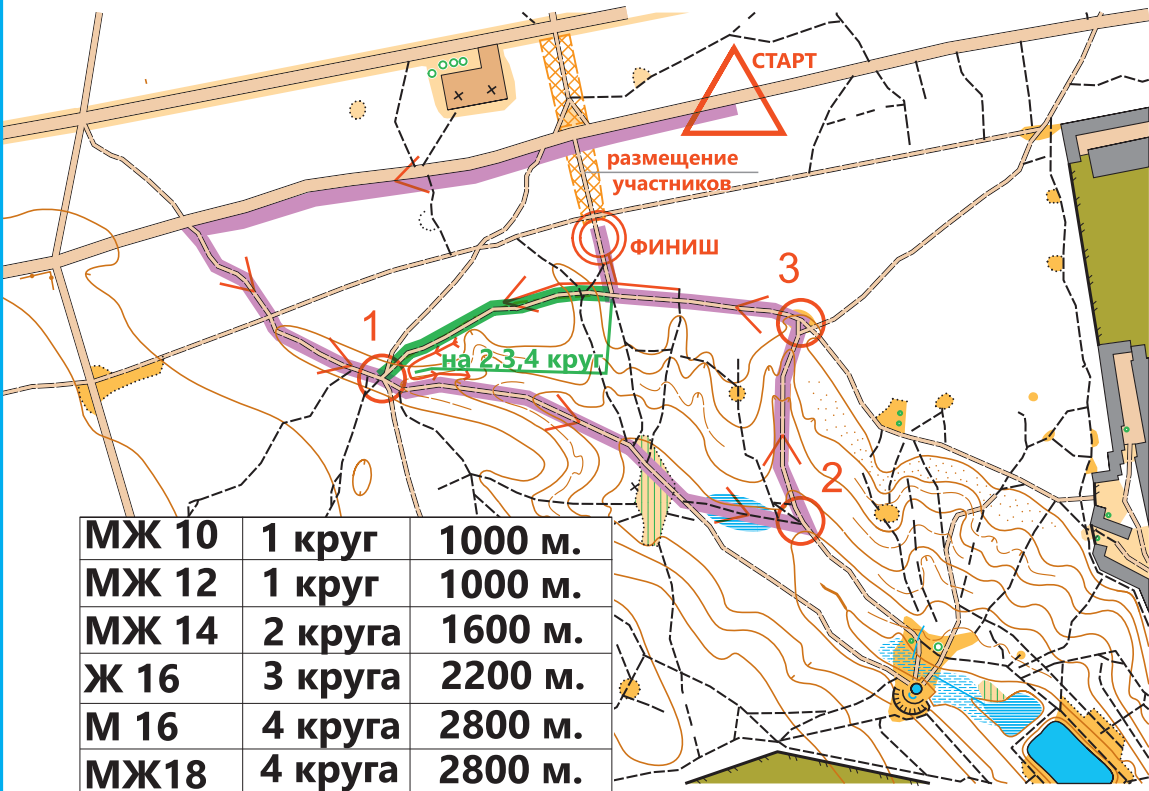 СТАРТ
размещение
участников
ФИНИШ
3
1
на 2,3,4 круг
2
МЖ 10 1 круг 1000 м.
МЖ 12 1 круг 1000 м.
МЖ 14 2 круга 1600 м.
Ж 16 3 круга 2200 м.
М 16 4 круга 2800 м.
МЖ18 4 круга 2800 м.